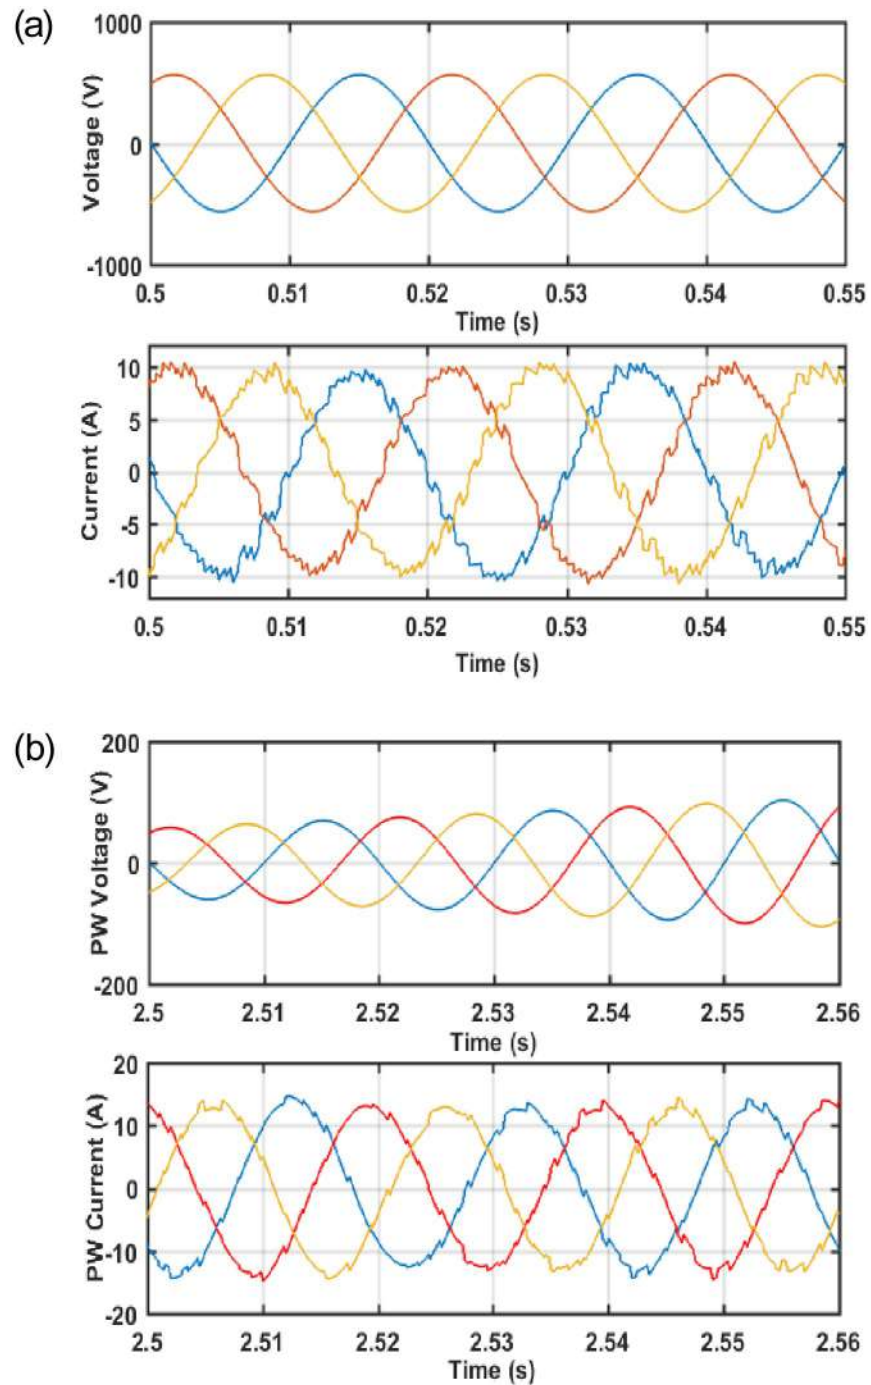 (a)
1000
0
-1000
Voltage (V)
0.5 0.51 0.52 0.53 0.54 0.55
Time (s)
10
5
0
-5
-10
Current (A)
0.5 0.51 0.52 0.53 0.54 0.55
Time (s)
(b)
200
0
-200
PW Voltage (V)
2.5 2.51 2.52 2.53 2.54 2.55 2.56
Time (s)
20
10
0
-10
-20
PW Current (A)
2.5 2.51 2.52 2.53 2.54 2.55 2.56
Time (s)